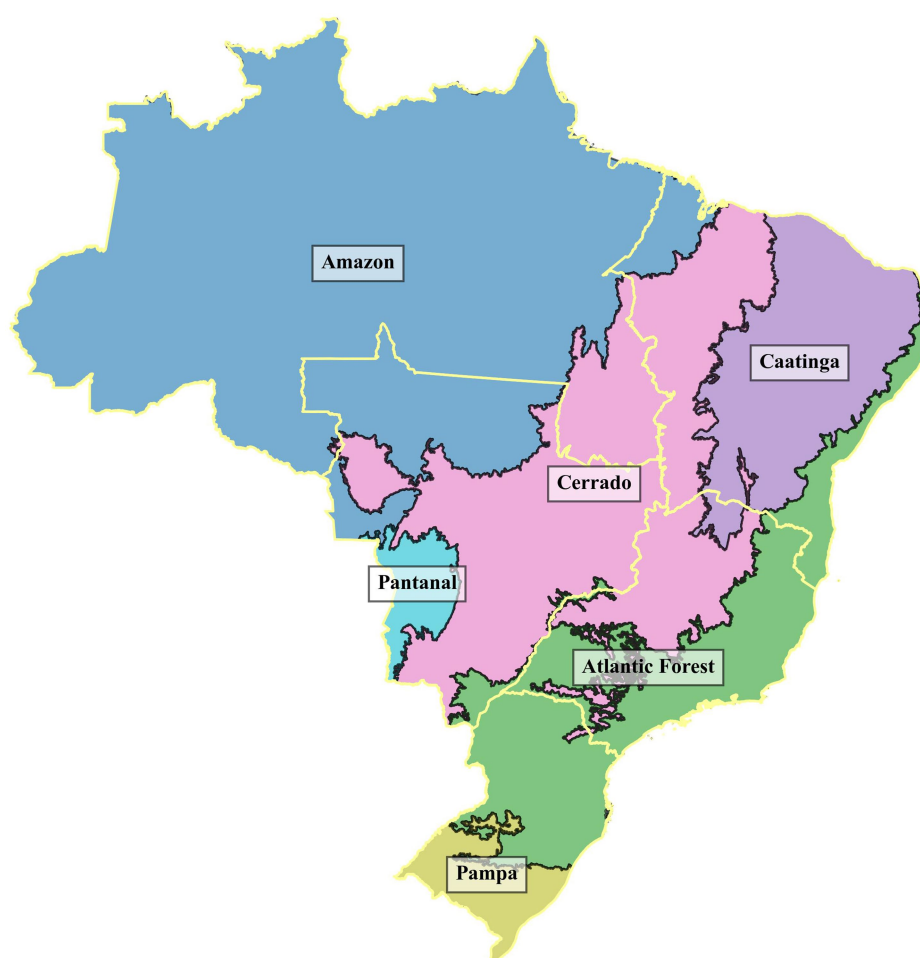 Amazon
Caatinga
Cerrado
Pantanal
Atlantic Forest
Pampa